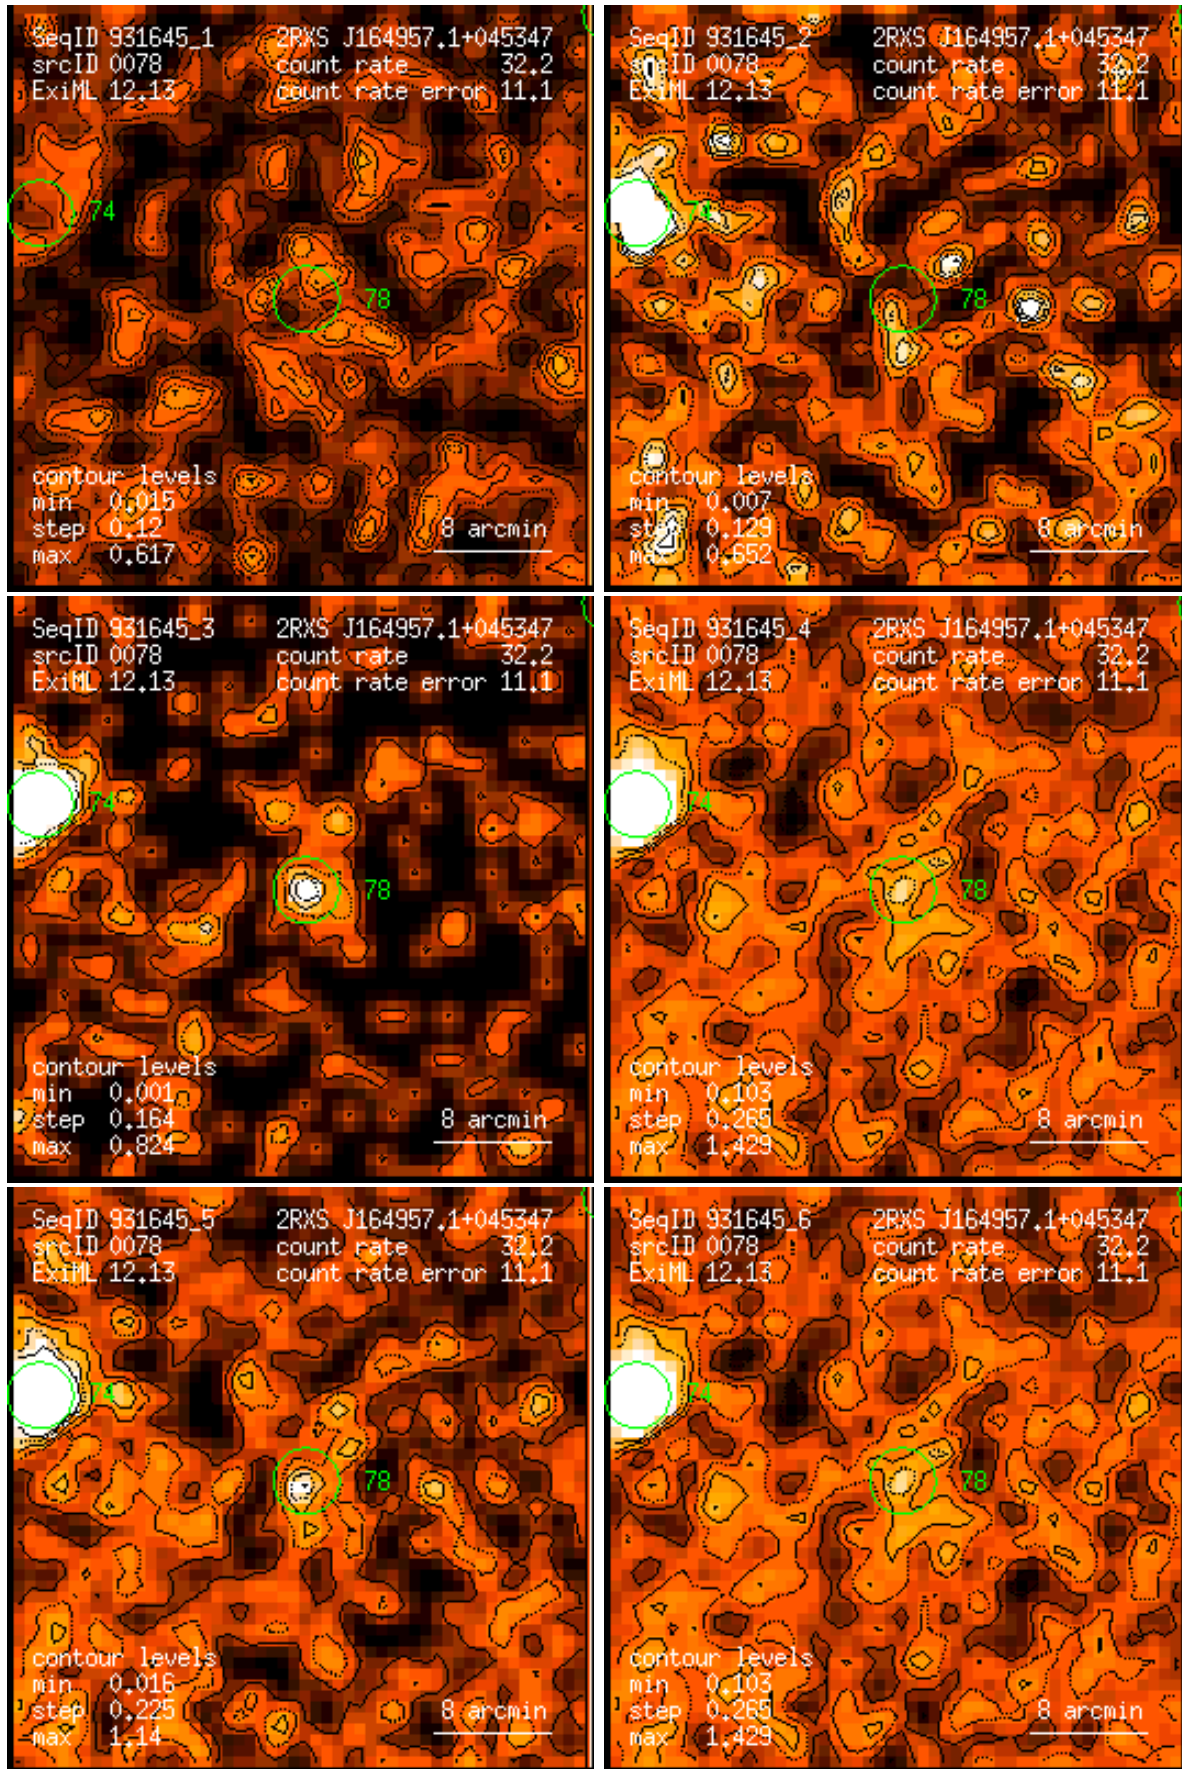 SeqID 931645_1 2RXS J164957.1+045347
srcID 0078 count rate 32.2
ExiML 12.13 count rate error 11.1
74
78
contour levels
min 0.015
step 0.12 8 arcmin
max 0.617
SeqID 931645_2 2RXS J164957.1+045347
srcID 0078 count rate 32.2
ExiML 12.13 count rate error 11.1
74
78
contour levels
min 0.007
step 0.129 8 arcmin
max 0.652
SeqID 931645_3 2RXS J164957.1+045347
srcID 0078 count rate 32.2
ExiML 12.13 count rate error 11.1
74
78
contour levels
min 0.001
step 0.164 8 arcmin
max 0.824
SeqID 931645_4 2RXS J164957.1+045347
srcID 0078 count rate 32.2
ExiML 12.13 count rate error 11.1
74
78
contour levels
min 0.103
step 0.265 8 arcmin
max 1.429
SeqID 931645_5 2RXS J164957.1+045347
srcID 0078 count rate 32.2
ExiML 12.13 count rate error 11.1
74
78
contour levels
min 0.016
step 0.225 8 arcmin
max 1.14
SeqID 931645_6 2RXS J164957.1+045347
srcID 0078 count rate 32.2
ExiML 12.13 count rate error 11.1
74
78
contour levels
min 0.103
step 0.265 8 arcmin
max 1.429